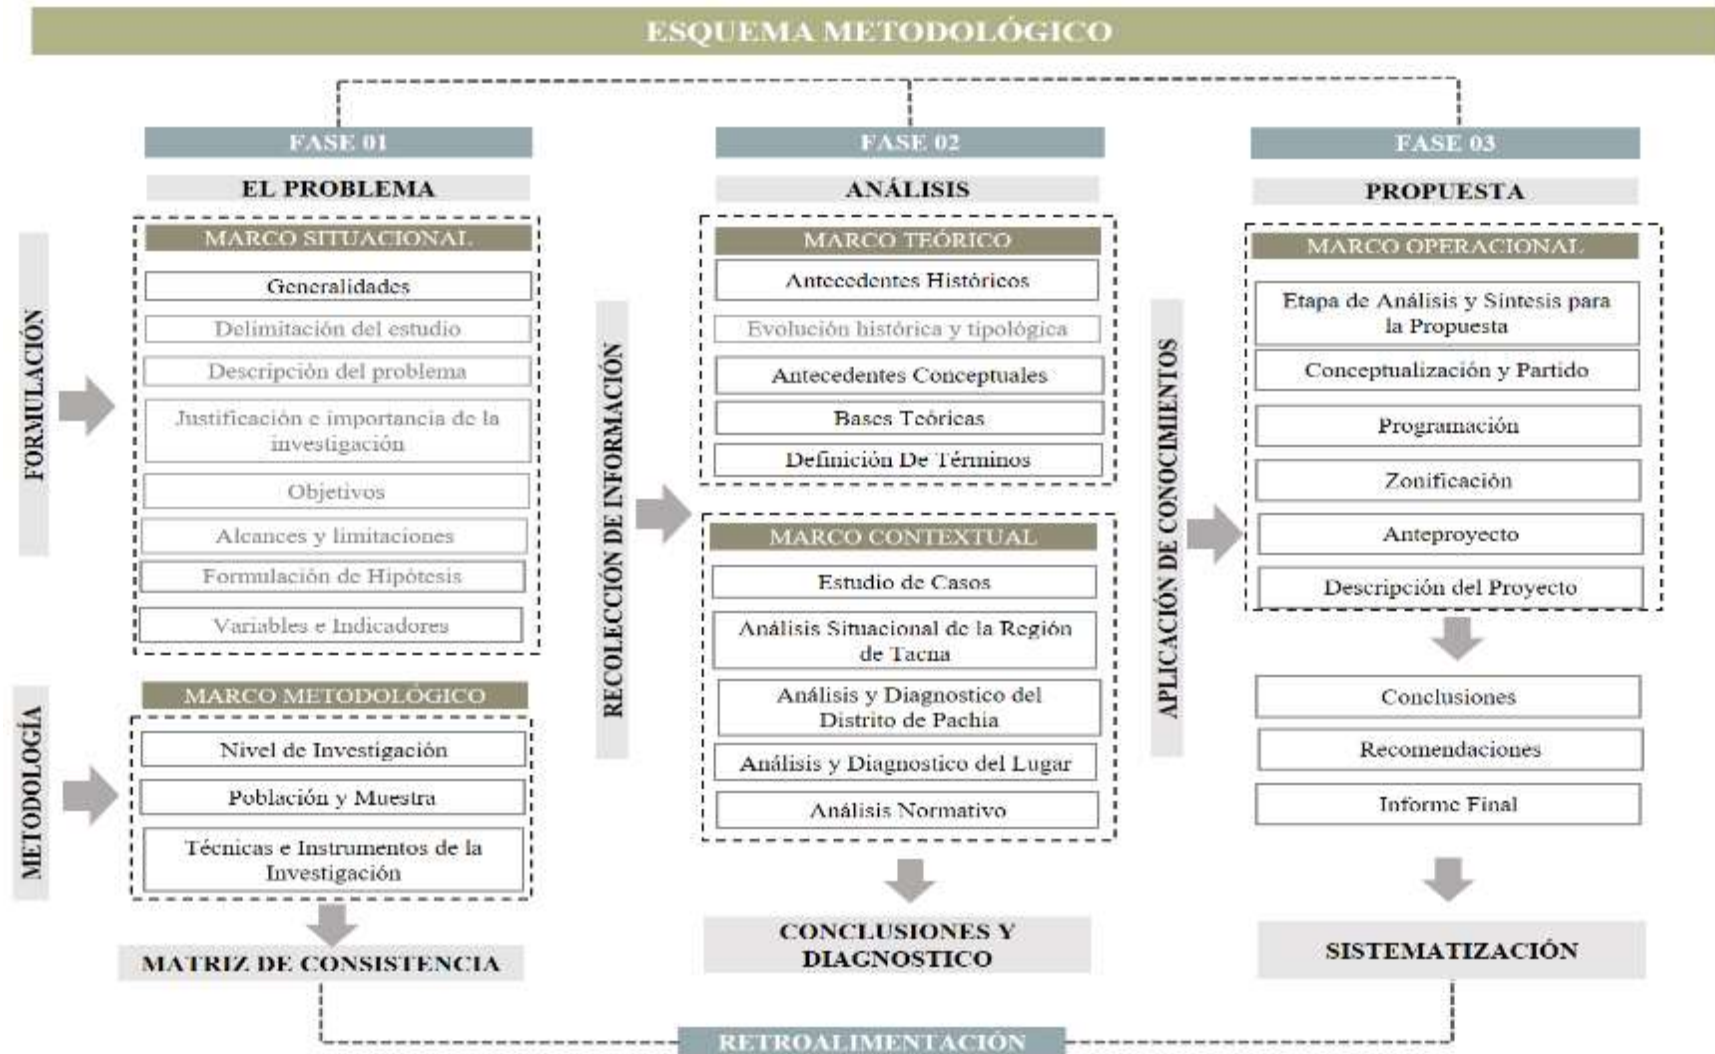 ESQUEMA METODOLÓGICO
FASE 01
EL PROBLEMA
FORMULACIÓN
MARCO SITUACIONAL
Generalidades
Delimitación del estudio
Descripción del problema
Justificación e importancia de la
investigación
Objetivos
Alcances y limitaciones
Formulación de Hipótesis
Variables e Indicadores
METODOLOGÍA
MARCO METODOLÓGICO
Nivel de Investigación
Población y Muestra
Técnicas e Instrumentos de la
Investigación
MATRIZ DE CONSISTENCIA
FASE 02
ANÁLISIS
RECOLECCIÓN DE INFORMACIÓN
MARCO TEÓRICO
Antecedentes Históricos
Evolución histórica y tipológica
Antecedentes Conceptuales
Bases Teóricas
Definición De Términos
MARCO CONTEXTUAL
Estudio de Casos
Análisis Situacional de la Región
de Tacna
Análisis y Diagnostico del
Distrito de Pachia
Análisis y Diagnostico del Lugar
Análisis Normativo
CONCLUSIONES Y
DIAGNOSTICO
FASE 03
PROPUESTA
APLICACIÓN DE CONOCIMIENTOS
MARCO OPERACIONAL
Etapa de Análisis y Síntesis para
la Propuesta
Conceptualización y Partido
Programación
Zonificación
Anteproyecto
Descripción del Proyecto
Conclusiones
Recomendaciones
Informe Final
SISTEMATIZACIÓN
RETROALIMENTACIÓN